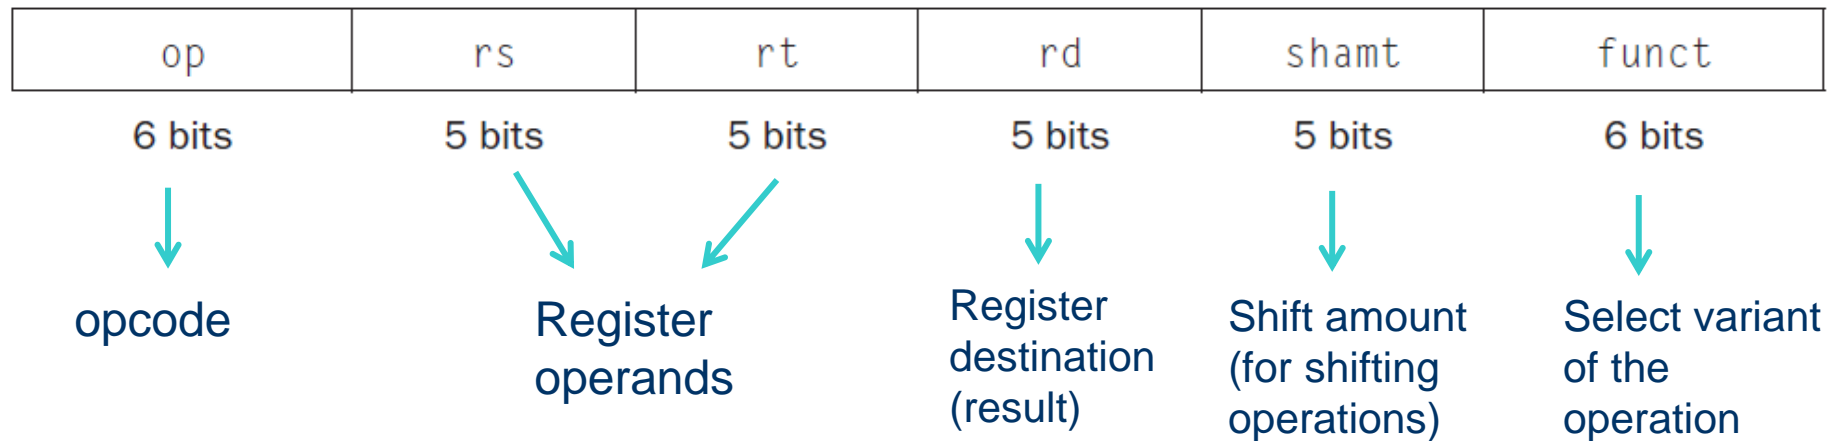 op rs rt rd shamt funct
6 bits 5 bits 5 bits 5 bits 5 bits 6 bits
opcode
Register
operands
Register
destination
(result)
Shift amount
(for shifting
operations)
Select variant
of the
operation